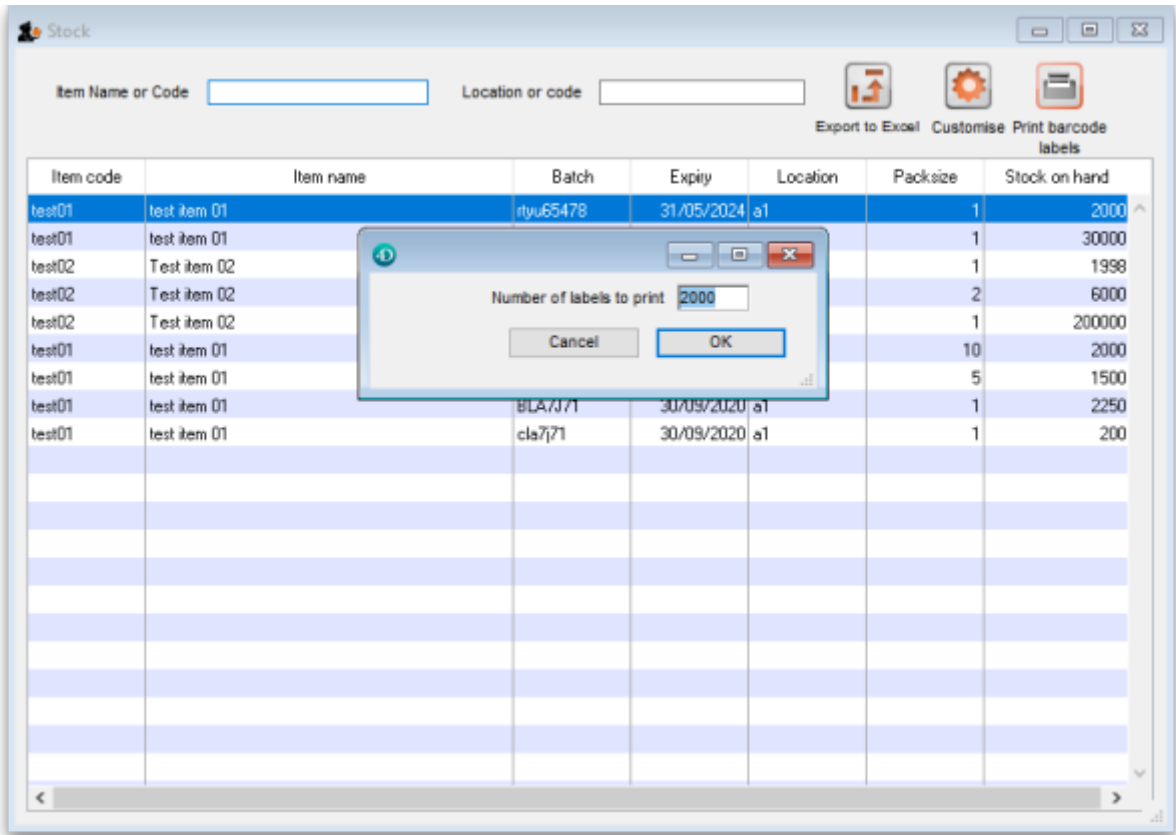 Stock
Item Name or Code Location or code
Export to Excel Customise Print barcode labels
Item code Item name Batch Expiry Location Packsize Stock on hand
test01 test item 01 rtyu65478 31/05/2024 a1 1 2000
test01 test item 01 1 30000
test02 Test item 02 1 1998
test02 Test item 02 2 6000
test02 Test item 02 1 200000
test01 test item 01 10 2000
test01 test item 01 5 1500
test01 test item 01 BLA7J71 30/09/2020 a1 1 2250
test01 test item 01 cla7j71 30/09/2020 a1 1 200
4D
Number of labels to print 2000
Cancel OK